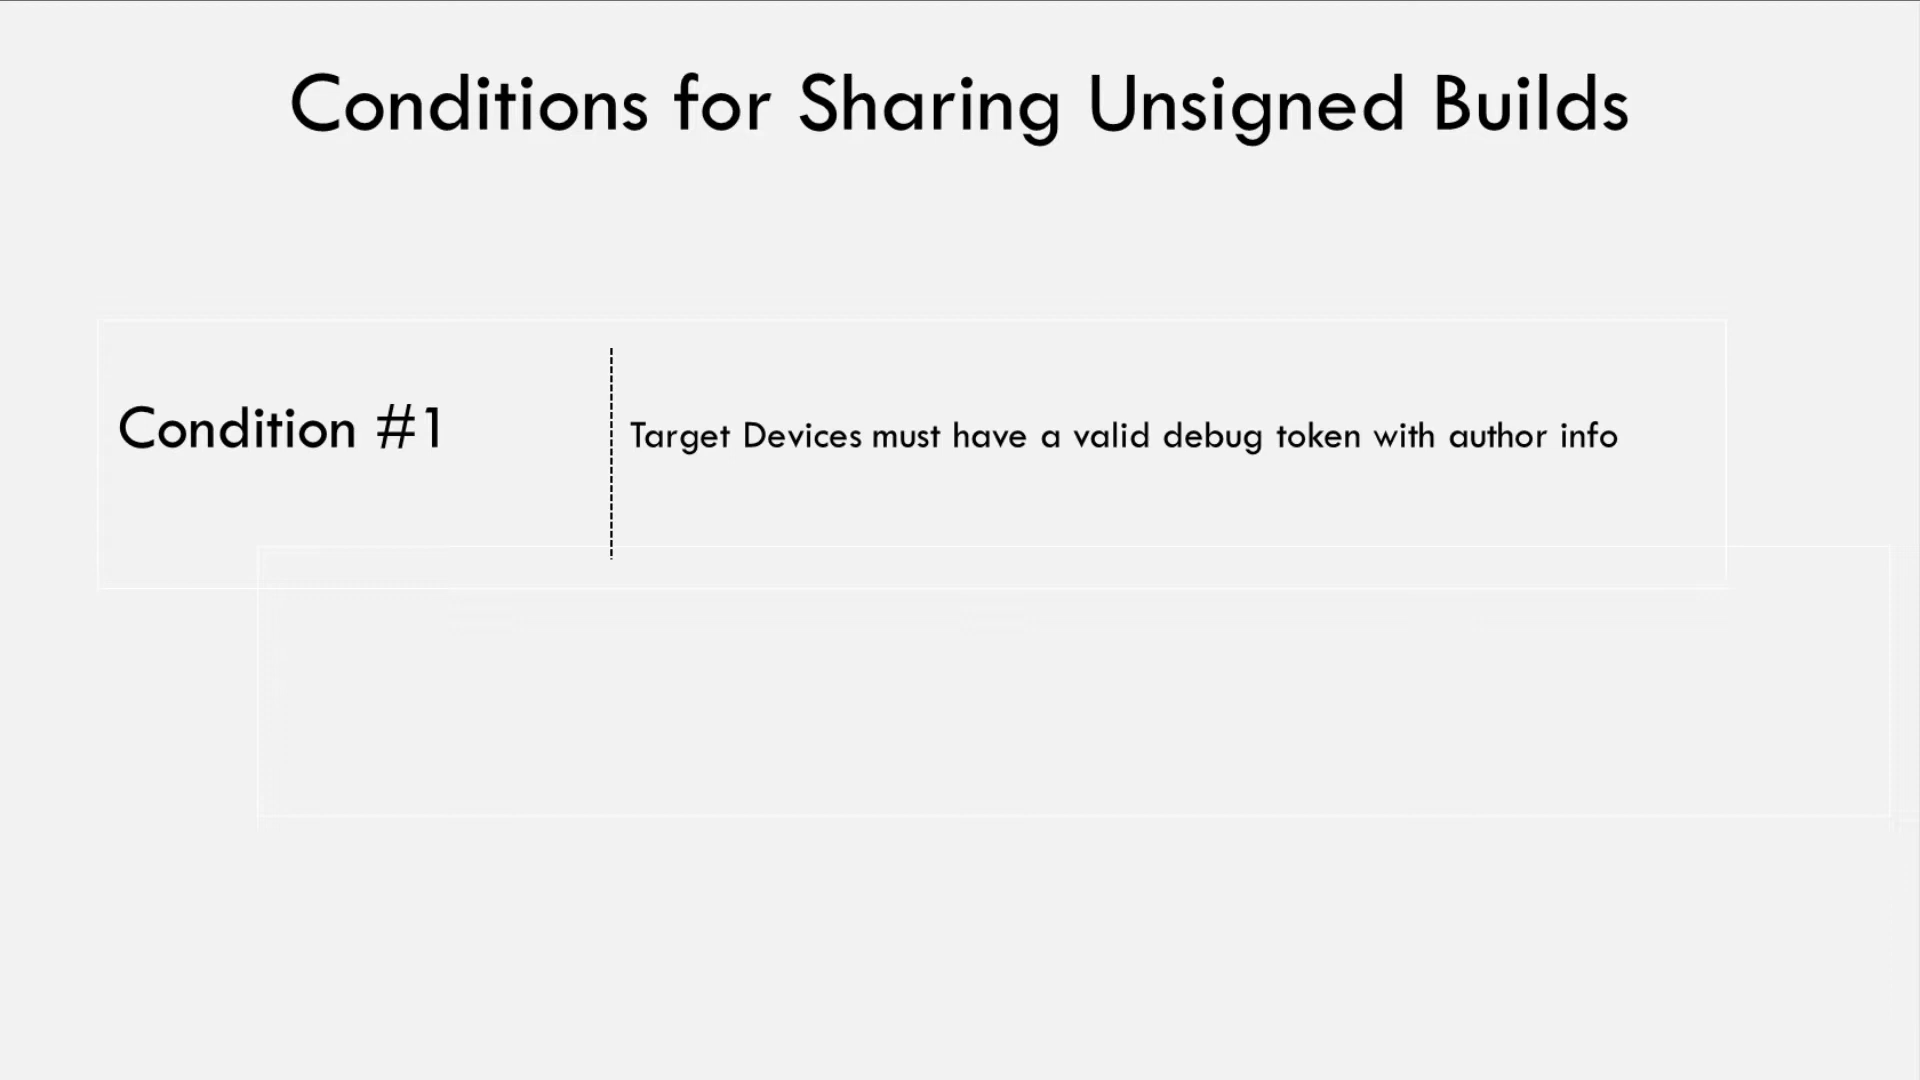 Conditions for Sharing Unsigned Builds
Condition #1
Target Devices must have a valid debug token with author info